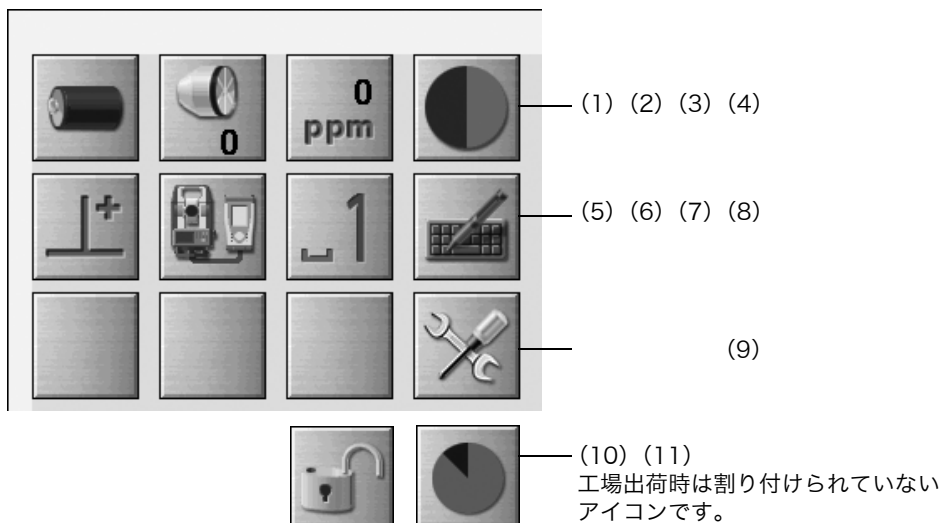 0
0
ppm
(1)(2)(3)(4)
1
(5)(6)(7)(8)
(9)
(10)(11)
工場出荷時は割り付けられていない
アイコンです。